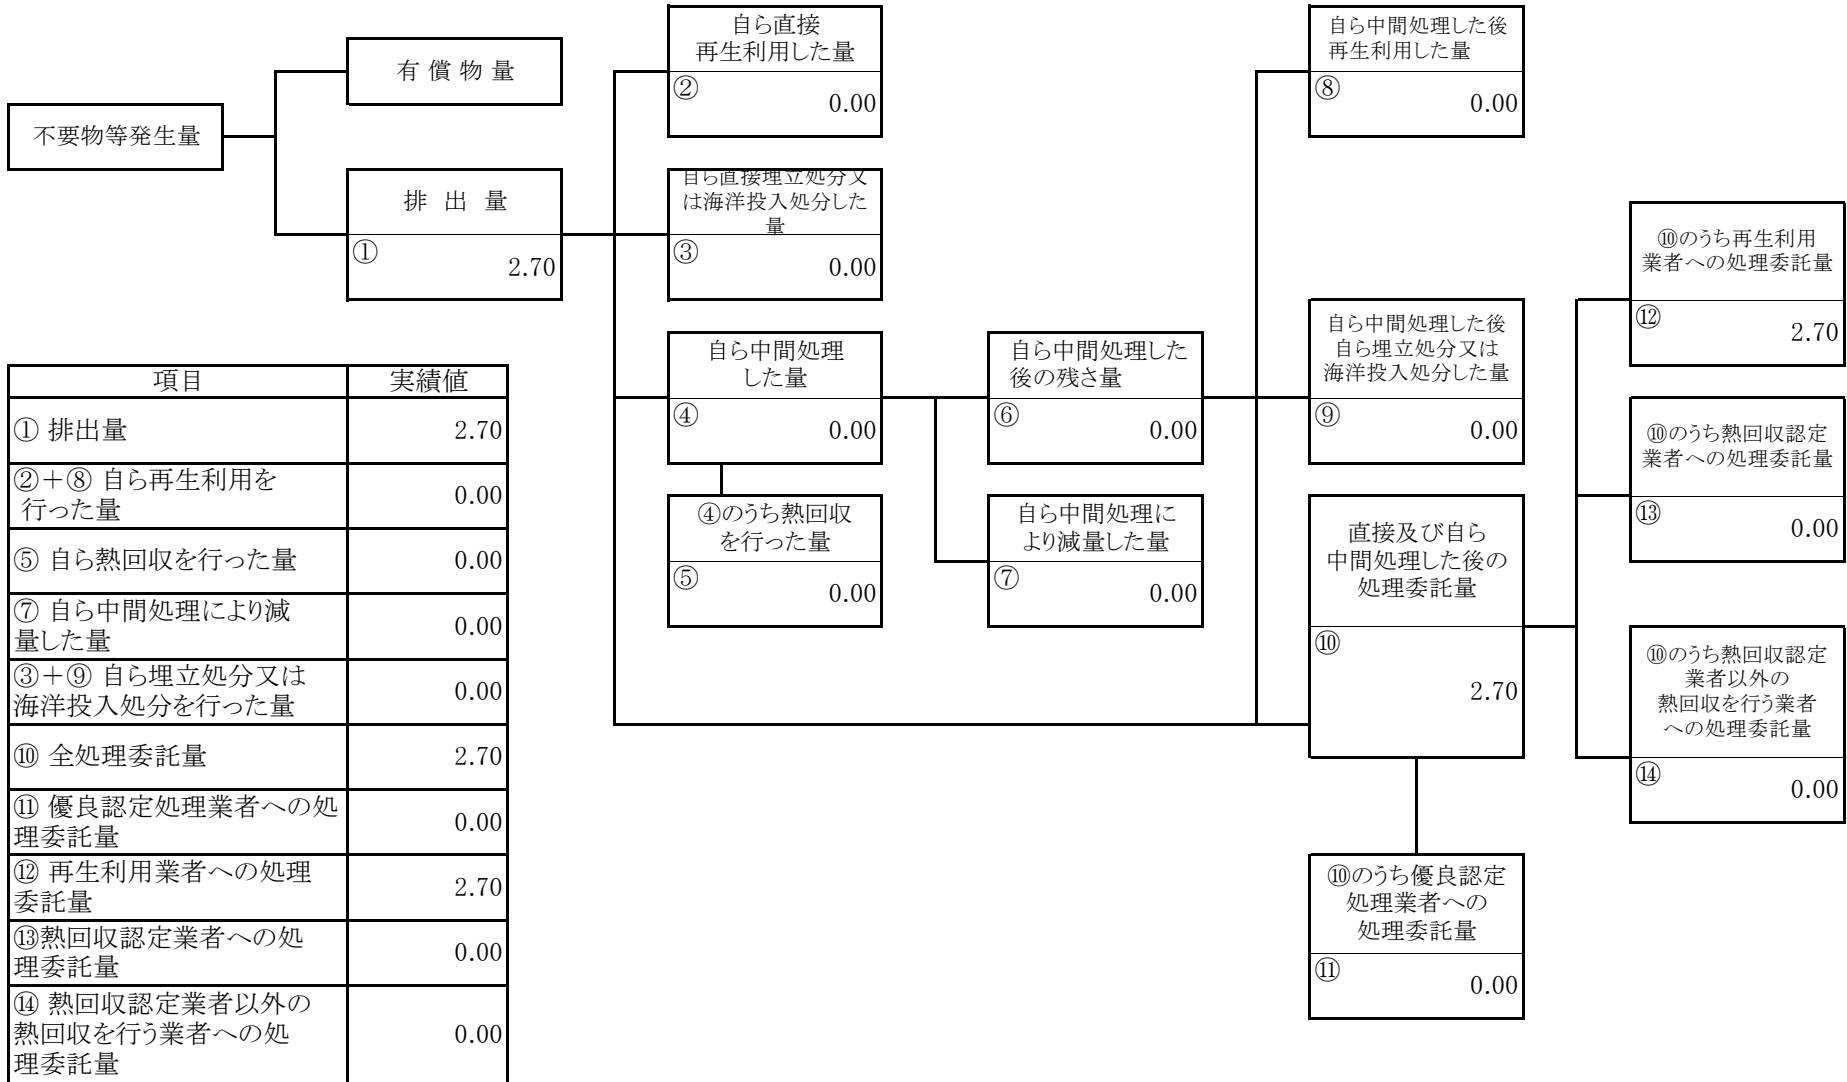 不要物等発生量
有 償 物 量
排 出 量
①
2.70
自ら直接
再生利用した量
②
0.00
自ら直接埋立処分又
は海洋投入処分した
量
③
0.00
自ら中間処理
した量
④
0.00
④のうち熱回収
を行った量
⑤
0.00
自ら中間処理した
後の残さ量
⑥
0.00
自ら中間処理に
より減量した量
⑦
0.00
自ら中間処理した後
再生利用した量
⑧
0.00
自ら中間処理した後
自ら埋立処分又は
海洋投入処分した量
⑨
0.00
直接及び自ら
中間処理した後の
処理委託量
⑩
2.70
⑩のうち優良認定
処理業者への
処理委託量
⑪
0.00
⑩のうち再生利用
業者への処理委託量
⑫
2.70
⑩のうち熱回収認定
業者への処理委託量
⑬
0.00
⑩のうち熱回収認定
業者以外の
熱回収を行う業者
への処理委託量
⑭
0.00
項目 実績値
① 排出量 2.70
②＋⑧ 自ら再生利用を
行った量 0.00
⑤ 自ら熱回収を行った量 0.00
⑦ 自ら中間処理により減
量した量 0.00
③＋⑨ 自ら埋立処分又は
海洋投入処分を行った量 0.00
⑩ 全処理委託量 2.70
⑪ 優良認定処理業者への処
理委託量 0.00
⑫ 再生利用業者への処理
委託量 2.70
⑬熱回収認定業者への処
理委託量 0.00
⑭ 熱回収認定業者以外の
熱回収を行う業者への処
理委託量 0.00